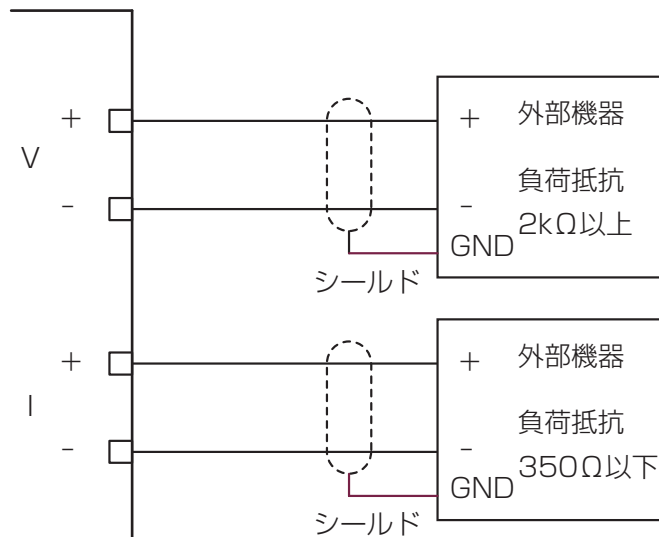 V
+
-
+ 外部機器
負荷抵抗
- 2kΩ以上
GND
シールド
I
+
-
+ 外部機器
負荷抵抗
- 350Ω以下
GND
シールド